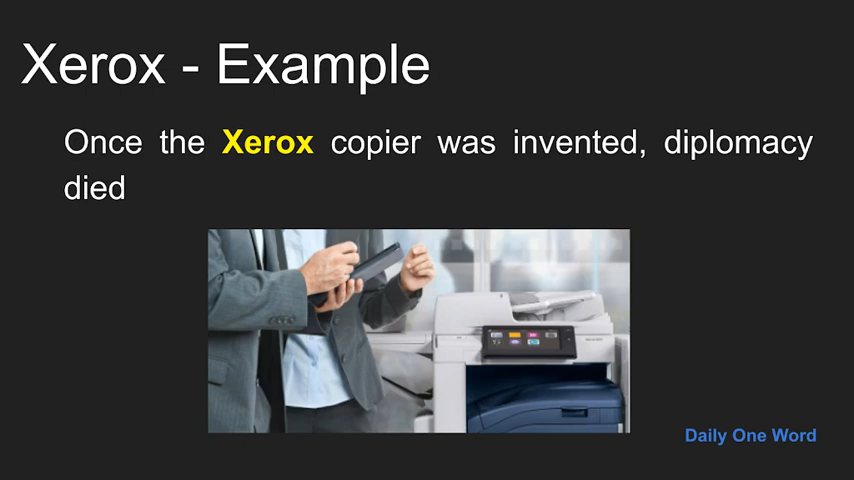 Xerox - Example
Once the Xerox copier was invented, diplomacy
died
Daily One Word